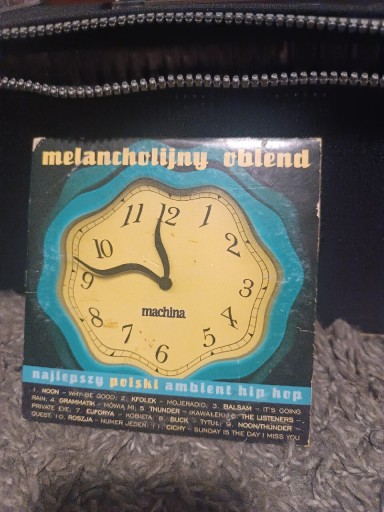 melancholijny oblend
11 12 1
10 2
9 3
machina
8 4
7 6 5
najlepszy polski ambient hip hop
1. NOON – WHY-BE GOOD; 2. KFOLEK – MOJERADIO; 3. BALSAM – IT'S GOING
RAIN; 4. GRAMMATIK – MÓWIĄ MI; 5. THUNDER – (KAWAŁEK); 6. THE LISTENERS –
PRIVATE EYE; 7. EUFORYA – KOBIETA; 8. BUCK – TYTUŁ; 9. NOON/THUNDER –
QUEST; 10. ROSZJA – NUMER JEDEN; 11. CICHY – SUNDAY IS THE DAY I MISS YOU